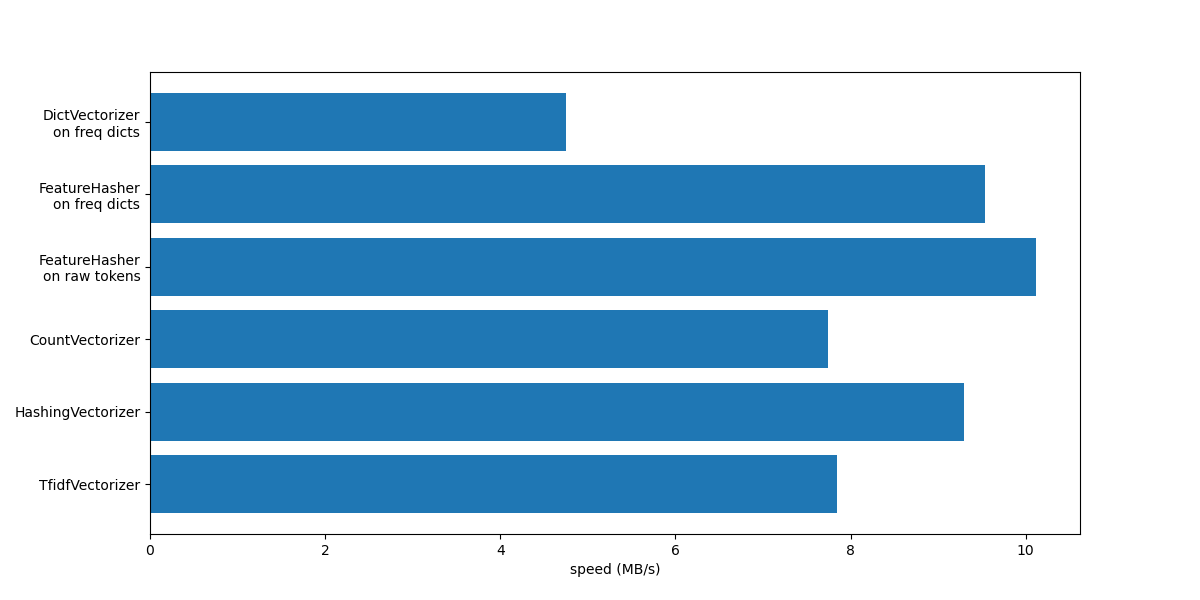 DictVectorizer
on freq dicts
FeatureHasher
on freq dicts
FeatureHasher
on raw tokens
CountVectorizer
HashingVectorizer
TfidfVectorizer
0 2 4 6 8 10
speed (MB/s)